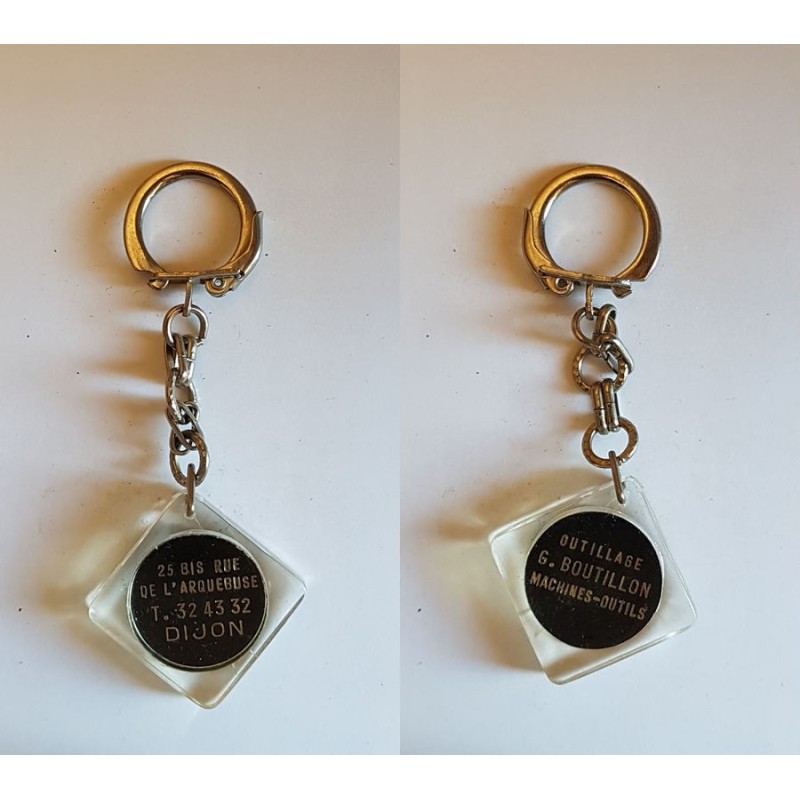 25 BIS RUE
DE L'ARQUEBUSE
T. 32 43 32
DIJON
OUTILLAGE
G. BOUTILLON
MACHINES-OUTILS